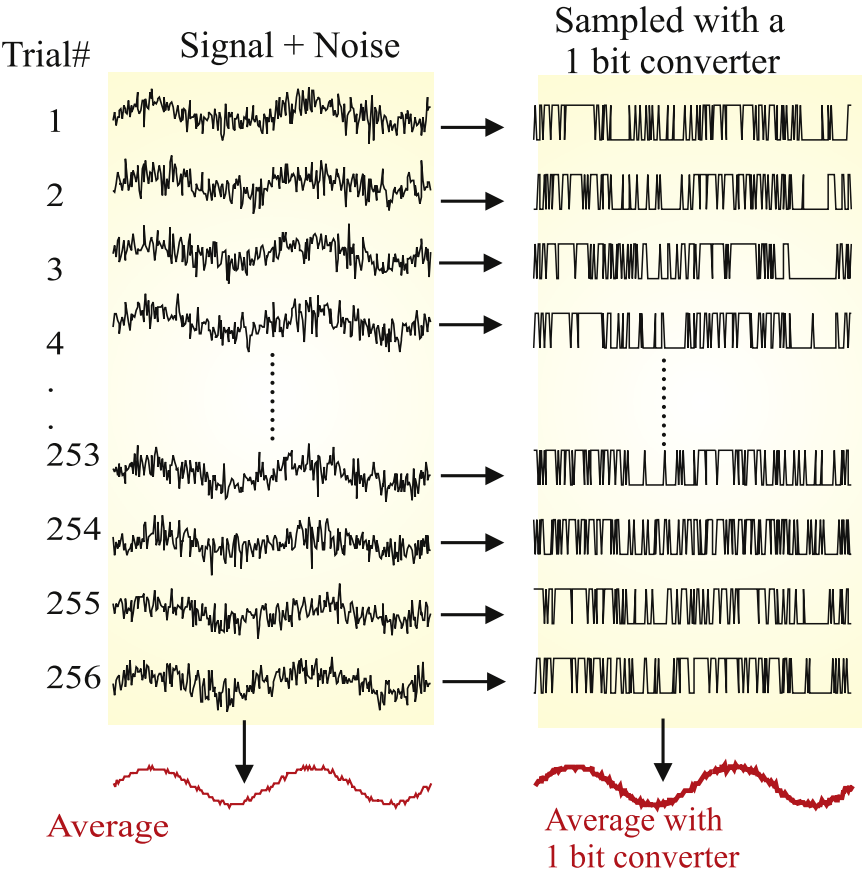 Trial#
Signal + Noise
Sampled with a
1 bit converter
1
2
3
4
.
.
253
254
255
256
Average
Average with
1 bit converter